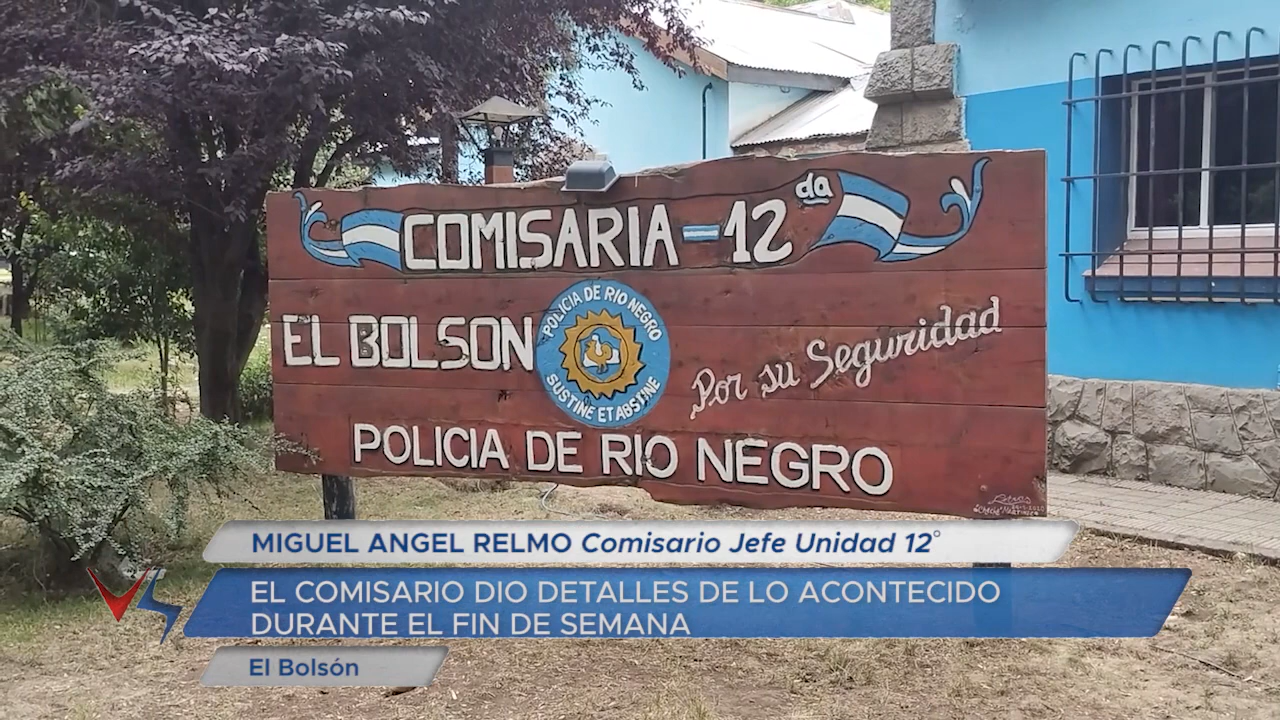 COMISARIA - 12 da
EL BOLSON
POLICIA DE RIO NEGRO
SUSTINE ET ABSTINE
Por su Seguridad
POLICIA DE RIO NEGRO
MIGUEL ANGEL RELMO Comisario Jefe Unidad 12°
EL COMISARIO DIO DETALLES DE LO ACONTECIDO
DURANTE EL FIN DE SEMANA
El Bolsón